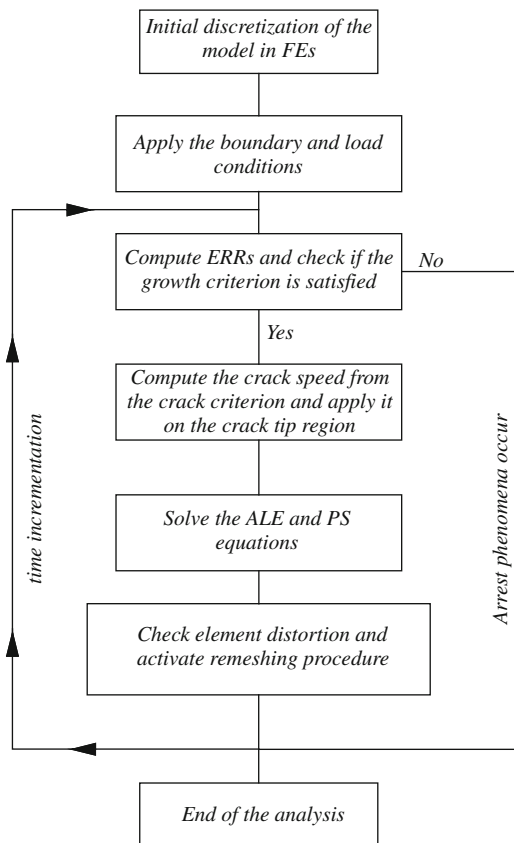 Initial discretization of the
model in FEs
Apply the boundary and load
conditions
Compute ERRs and check if the
growth criterion is satisfied
No
Yes
Compute the crack speed from
the crack criterion and apply it
on the crack tip region
time incrementation
Arrest phenomena occur
Solve the ALE and PS
equations
Check element distortion and
activate remeshing procedure
End of the analysis